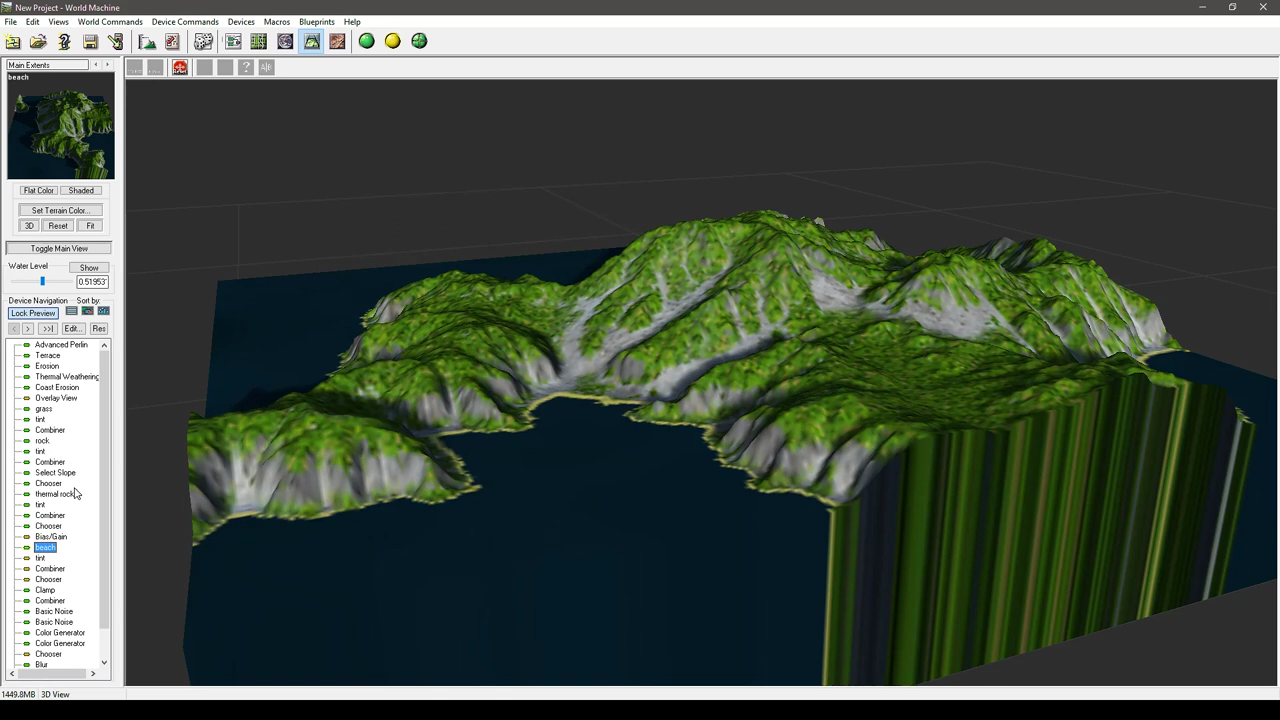 New Project - World Machine
File Edit Views World Commands Device Commands Devices Macros Blueprints Help
Main Extents
beach
Flat Color Shaded
Set Terrain Color...
3D Reset Fit
Toggle Main View
Water Level Show
0.51953
Device Navigation Sort by:
Lock Preview
< > >>| Edit... Res
Advanced Perlin
Terrace
Erosion
Thermal Weathering
Coast Erosion
Overlay View
grass
tint
Combiner
rock
tint
Combiner
Select Slope
Chooser
thermal rock
tint
Combiner
Chooser
Bias/Gain
beach
tint
Combiner
Chooser
Clamp
Combiner
Basic Noise
Basic Noise
Color Generator
Color Generator
Chooser
Blur
1449.8MB 3D View